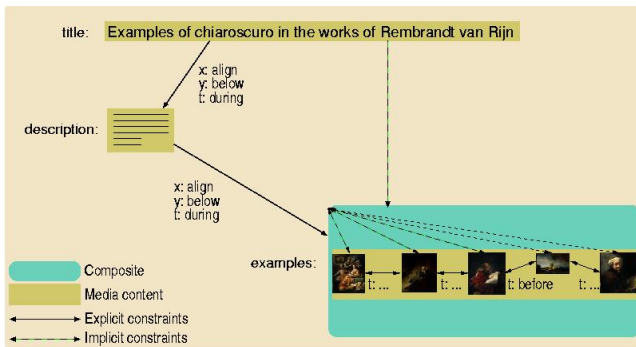 title: Examples of chiaroscuro in the works of Rembrandt van Rijn
x: align
y: below
t: during
description:
x: align
y: below
t: during
examples:
t: ... t: ... t: before t: ...
Composite
Media content
Explicit constraints
Implicit constraints